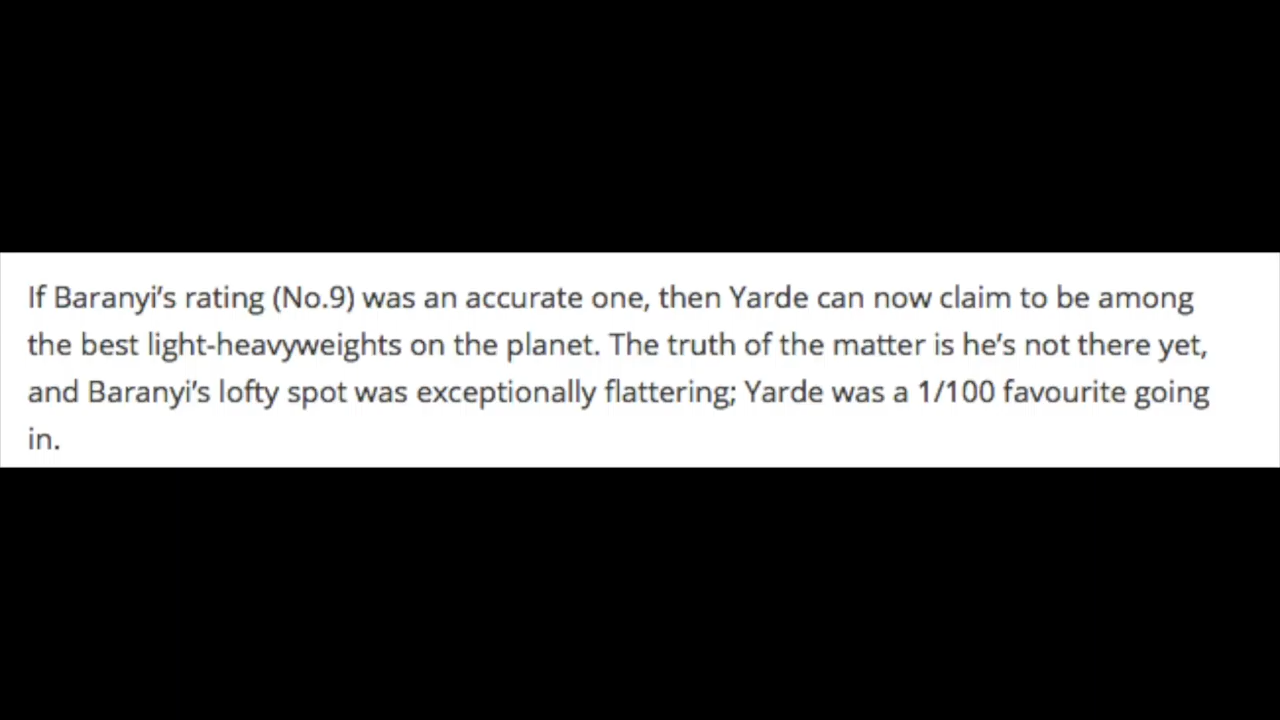 If Baranyi’s rating (No.9) was an accurate one, then Yarde can now claim to be among
the best light-heavyweights on the planet. The truth of the matter is he’s not there yet,
and Baranyi’s lofty spot was exceptionally flattering; Yarde was a 1/100 favourite going
in.